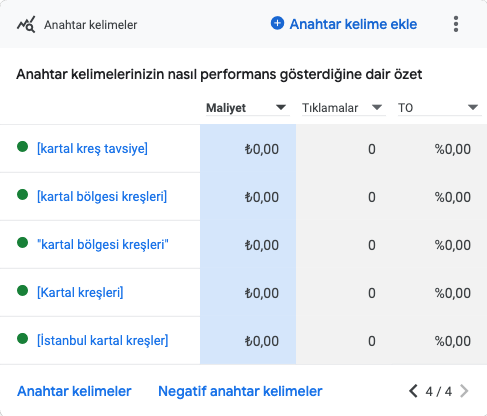 Anahtar kelimeler
Anahtar kelime ekle
Anahtar kelimelerinizin nasıl performans gösterdiğine dair özet
Maliyet Tıklamalar TO
[kartal kreş tavsiye] ₺0,00 0 %0,00
[kartal bölgesi kreşleri] ₺0,00 0 %0,00
"kartal bölgesi kreşleri" ₺0,00 0 %0,00
[Kartal kreşleri] ₺0,00 0 %0,00
[İstanbul kartal kreşler] ₺0,00 0 %0,00
Anahtar kelimeler Negatif anahtar kelimeler 4 / 4